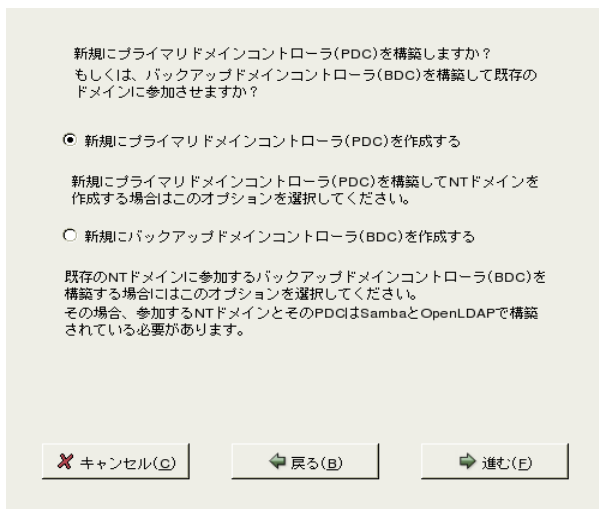 新規にプライマリドメインコントローラ(PDC)を構築しますか?
もしくは、バックアップドメインコントローラ(BDC)を構築して既存の
ドメインに参加させますか?
新規にプライマリドメインコントローラ(PDC)を作成する
新規にプライマリドメインコントローラ(PDC)を構築してNTドメインを
作成する場合はこのオプションを選択してください。
新規にバックアップドメインコントローラ(BDC)を作成する
既存のNTドメインに参加するバックアップドメインコントローラ(BDC)を
構築する場合にはこのオプションを選択してください。
その場合、参加するNTドメインとそのPDCはSambaとOpenLDAPで構築
されている必要があります。
キャンセル(C) 戻る(B) 進む(F)